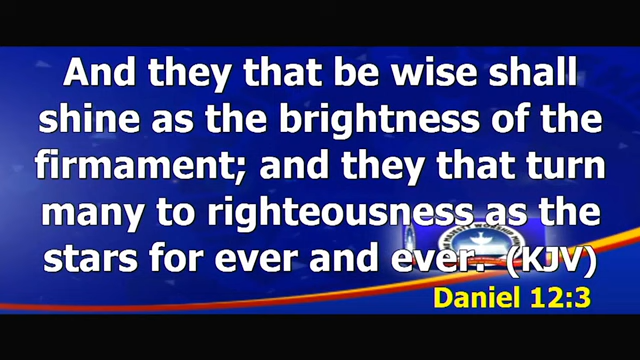 And they that be wise shall
shine as the brightness of the
firmament; and they that turn
many to righteousness as the
stars for ever and ever. (KJV)
Daniel 12:3